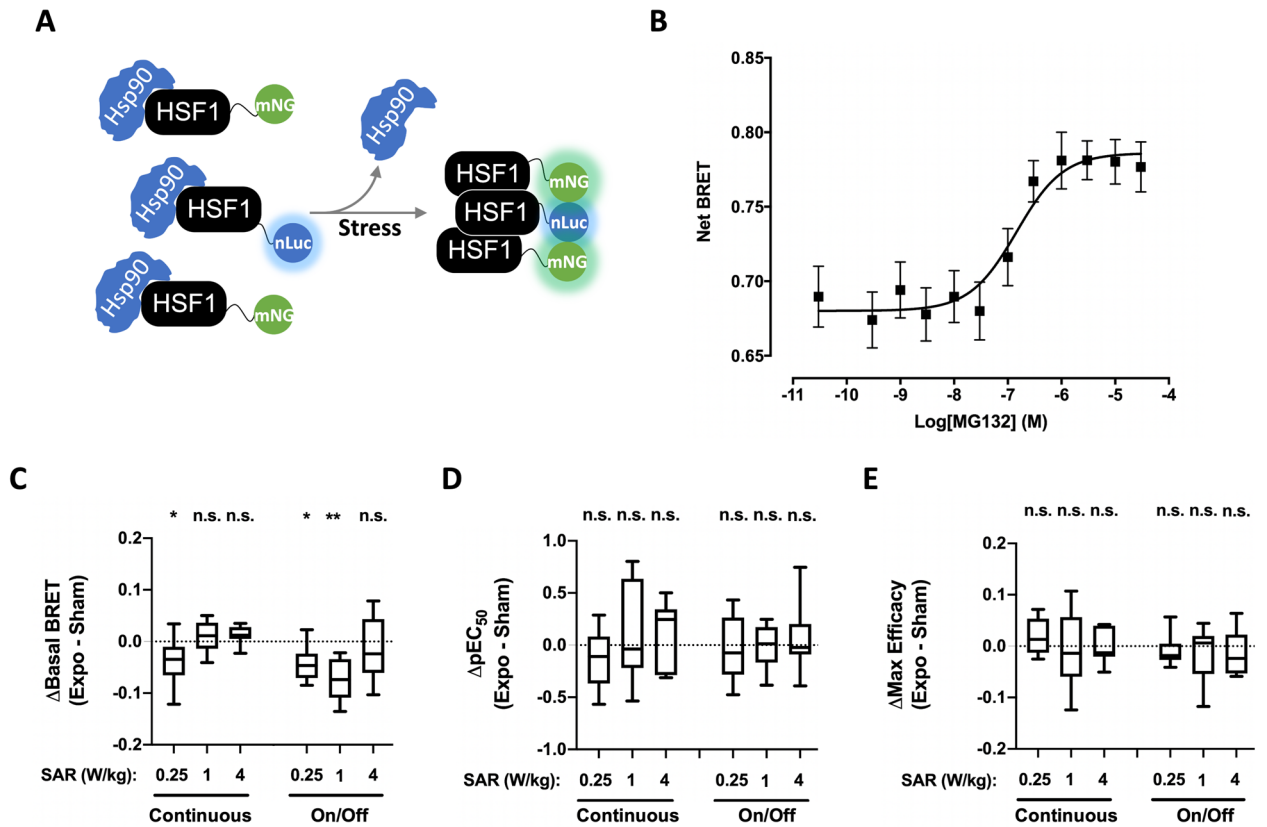 A
Hsp90
HSF1
mNG
Hsp90
HSF1
nLuc
Hsp90
HSF1
mNG
Hsp90
Stress
HSF1
mNG
HSF1
nLuc
HSF1
mNG
B
Net BRET
0.85
0.80
0.75
0.70
0.65
-11 -10 -9 -8 -7 -6 -5 -4
Log[MG132] (M)
C
ΔBasal BRET
(Expo - Sham)
* n.s. n.s. * ** n.s.
0.2
0.1
0.0
-0.1
-0.2
SAR (W/kg): 0.25 1 4 0.25 1 4
Continuous On/Off
D
ΔpEC50
(Expo - Sham)
n.s. n.s. n.s. n.s. n.s. n.s.
1.0
0.5
0.0
-0.5
-1.0
SAR (W/kg): 0.25 1 4 0.25 1 4
Continuous On/Off
E
ΔMax Efficacy
(Expo - Sham)
n.s. n.s. n.s. n.s. n.s. n.s.
0.2
0.1
0.0
-0.1
-0.2
SAR (W/kg): 0.25 1 4 0.25 1 4
Continuous On/Off